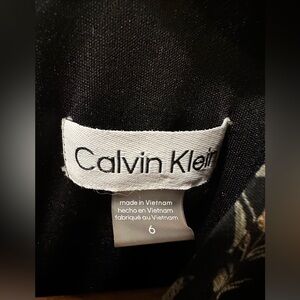 Calvin Klein
made in Vietnam
hecho en Vietnam
fabriqué au Vietnam
6